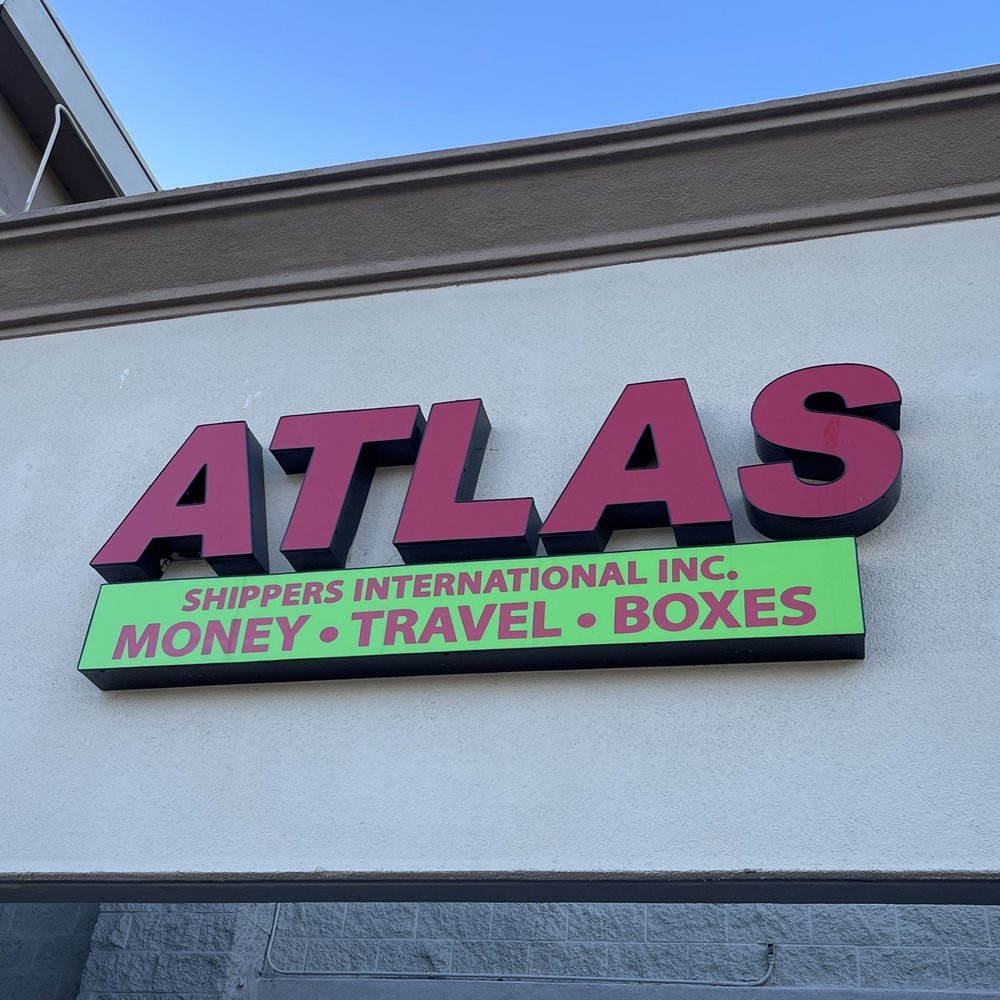 ATLAS
SHIPPERS INTERNATIONAL INC.
MONEY • TRAVEL • BOXES